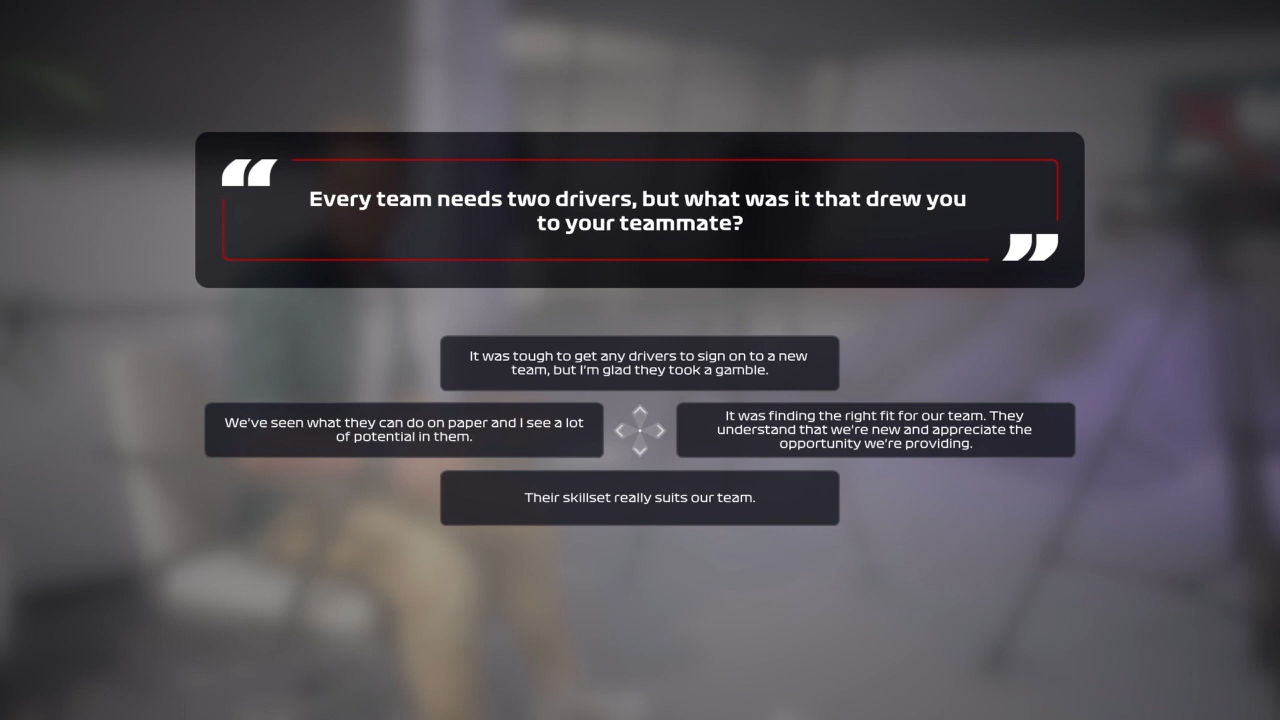 Every team needs two drivers, but what was it that drew you
to your teammate?
It was tough to get any drivers to sign on to a new
team, but I'm glad they took a gamble.
We've seen what they can do on paper and I see a lot
of potential in them.
It was finding the right fit for our team. They
understand that we're new and appreciate the
opportunity we're providing.
Their skillset really suits our team.